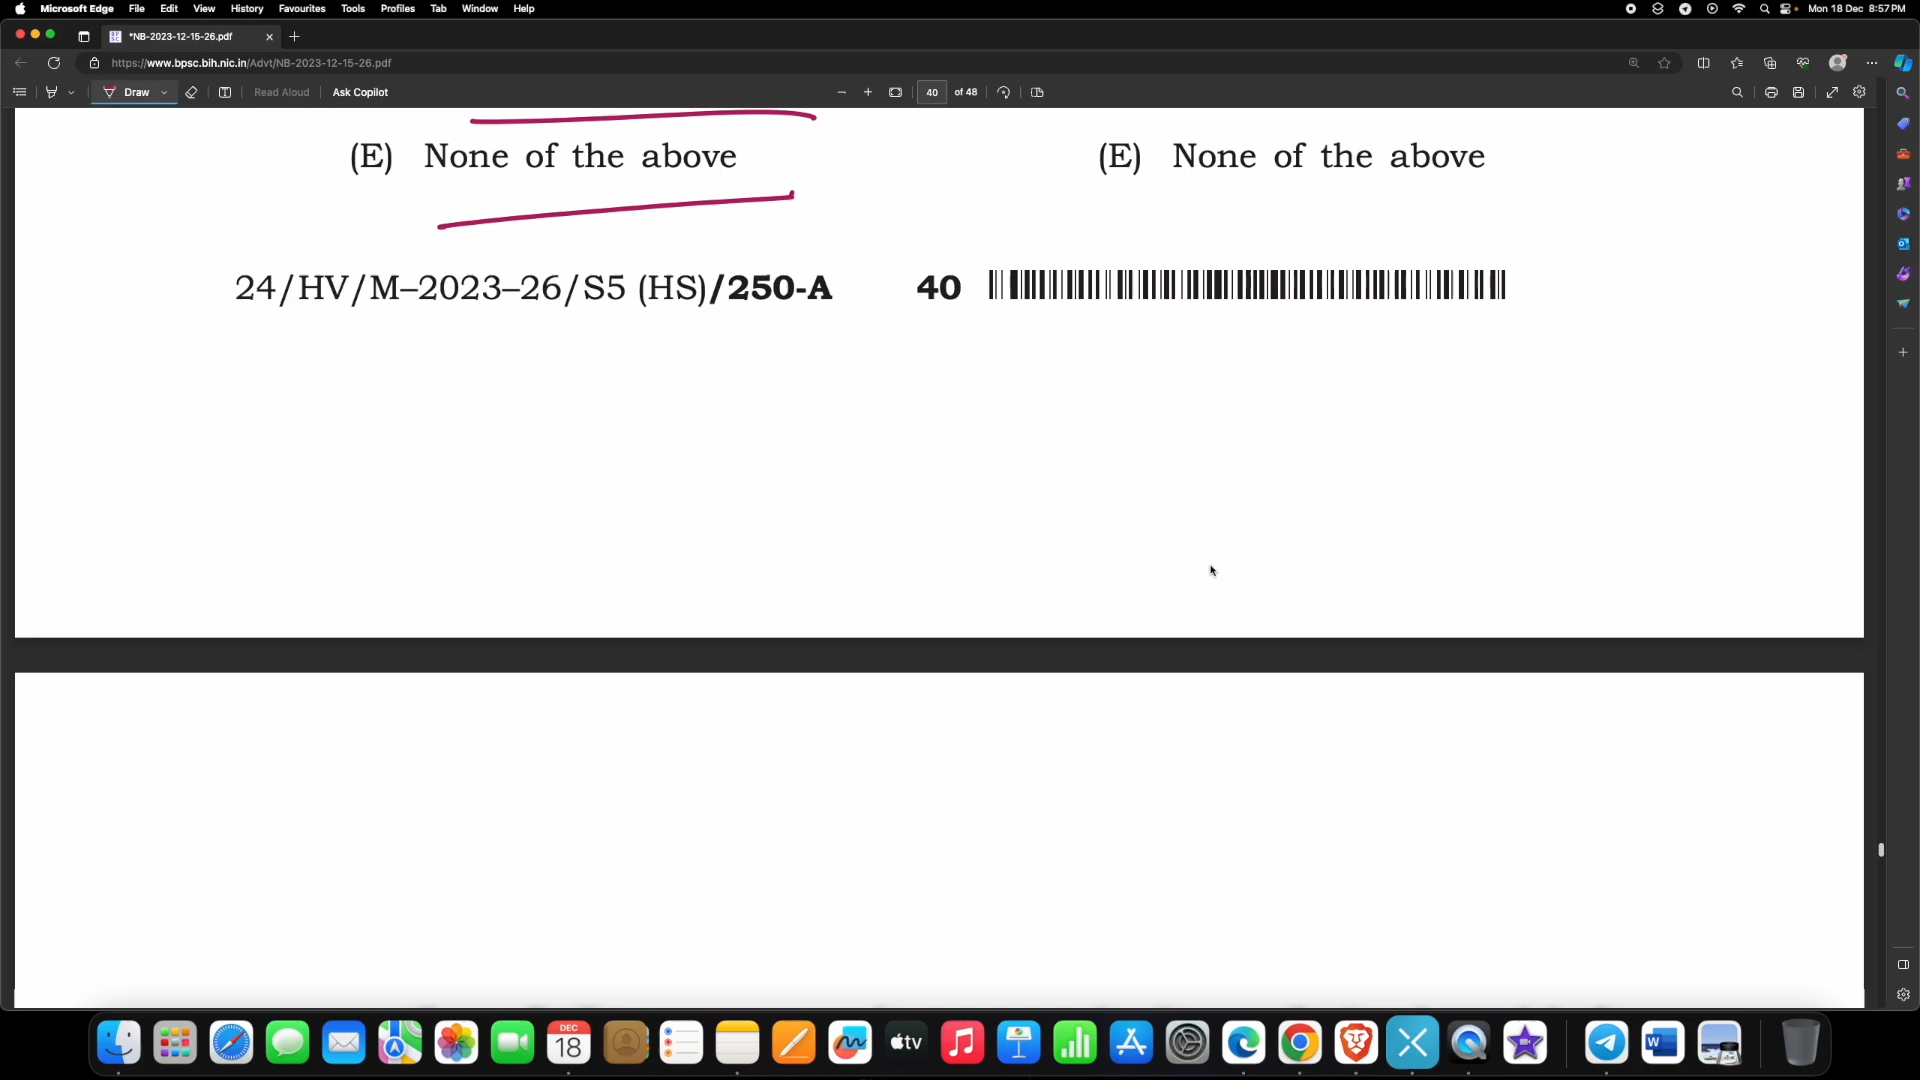 Microsoft Edge File Edit View History Favourites Tools Profiles Tab Window Help Mon 18 Dec 8:57 PM
*NB-2023-12-15-26.pdf
https://www.bpsc.bih.nic.in/Advt/NB-2023-12-15-26.pdf
Draw Read Aloud Ask Copilot 40 of 48
(E) None of the above (E) None of the above
24/HV/M–2023–26/S5 (HS)/250-A 40
DEC
18
tv
W